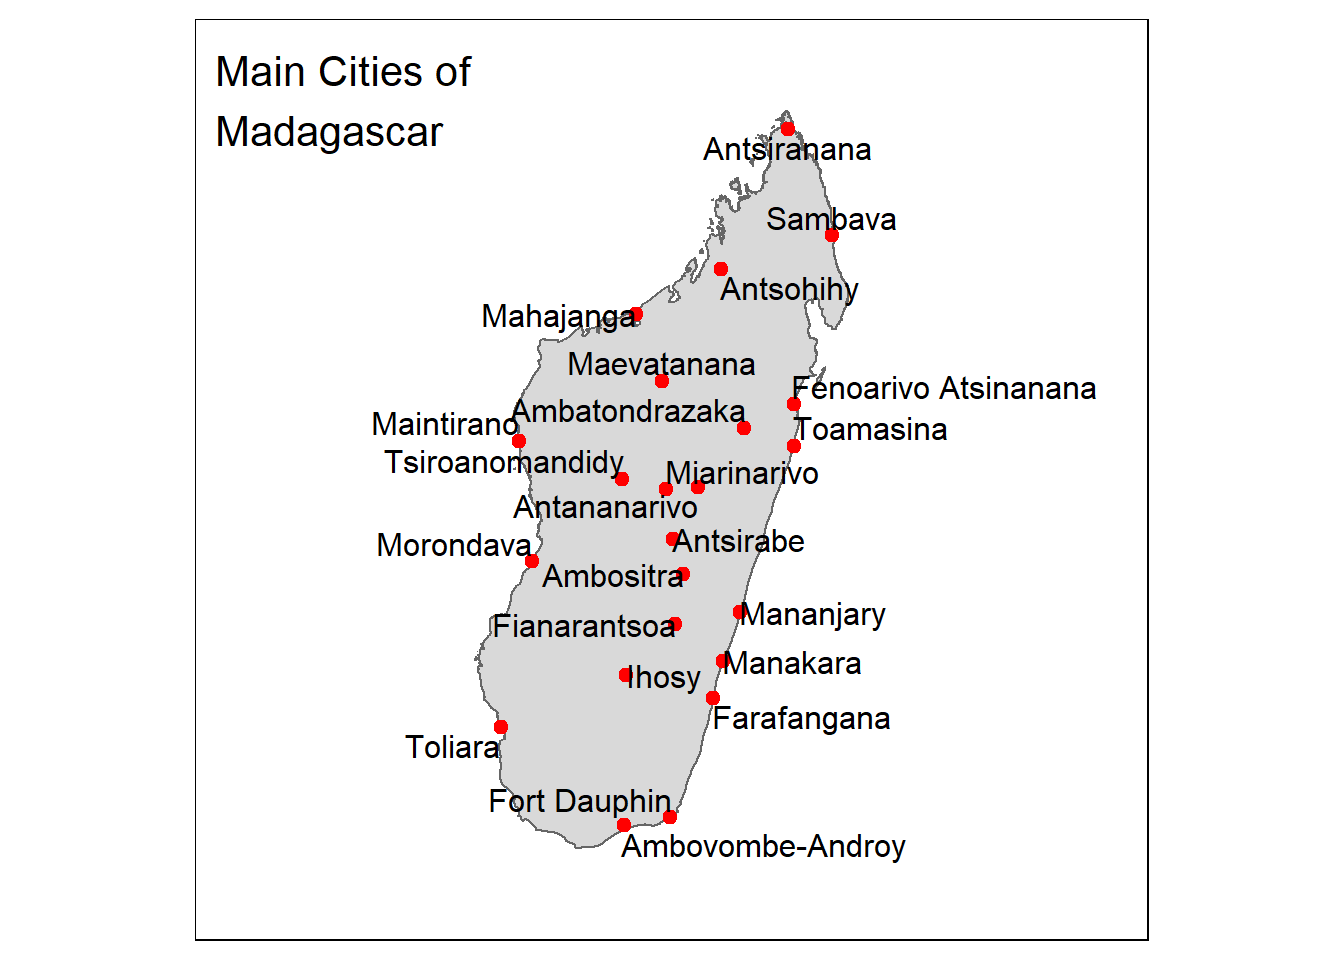 Main Cities of
Madagascar
Antsiranana
Sambava
Antsohihy
Mahajanga
Maevatanana
Fenoarivo Atsinanana
Ambatondrazaka
Maintirano
Toamasina
Tsiroanomandidy
Miarinarivo
Antananarivo
Antsirabe
Morondava
Ambositra
Mananjary
Fianarantsoa
Manakara
Ihosy
Farafangana
Toliara
Fort Dauphin
Ambovombe-Androy